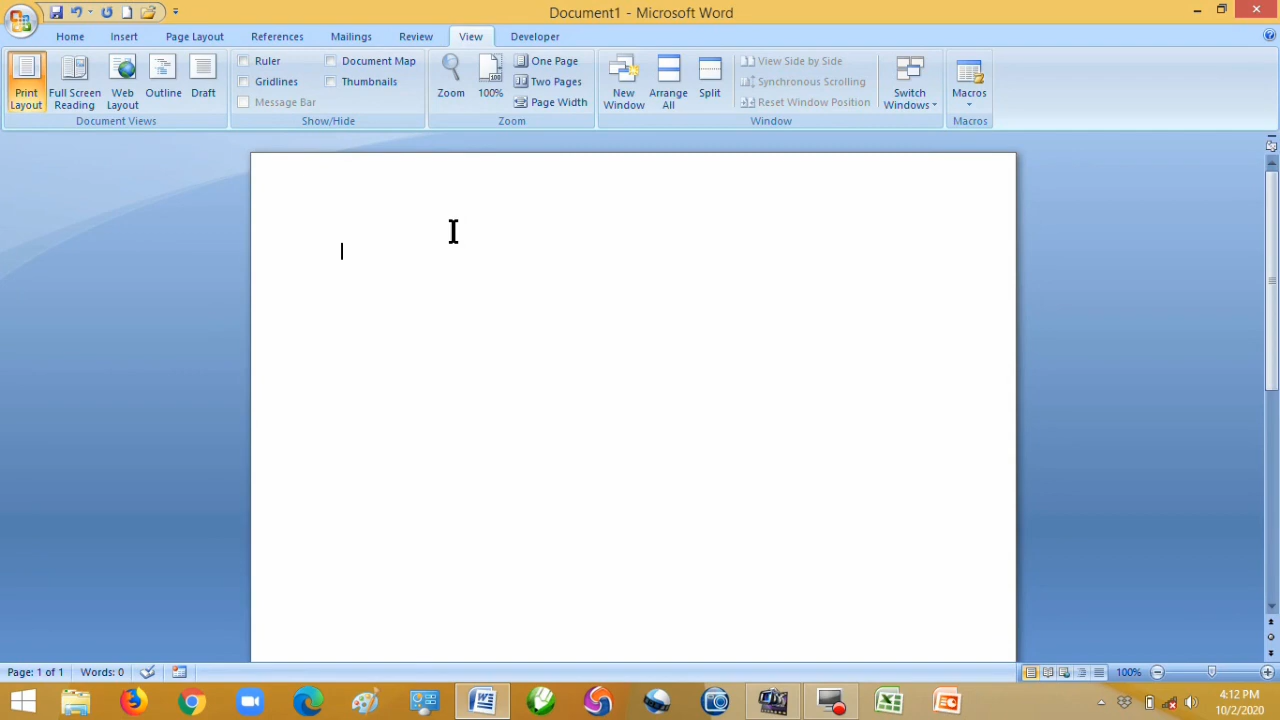 Document1 - Microsoft Word
Home Insert Page Layout References Mailings Review View Developer
Print Layout
Full Screen Reading
Web Layout
Outline
Draft
Document Views
Ruler
Gridlines
Message Bar
Document Map
Thumbnails
Show/Hide
Zoom
100%
One Page
Two Pages
Page Width
Zoom
New Window
Arrange All
Split
View Side by Side
Synchronous Scrolling
Reset Window Position
Switch Windows
Window
Macros
Macros
Page: 1 of 1 Words: 0
100%
4:12 PM
10/2/2020